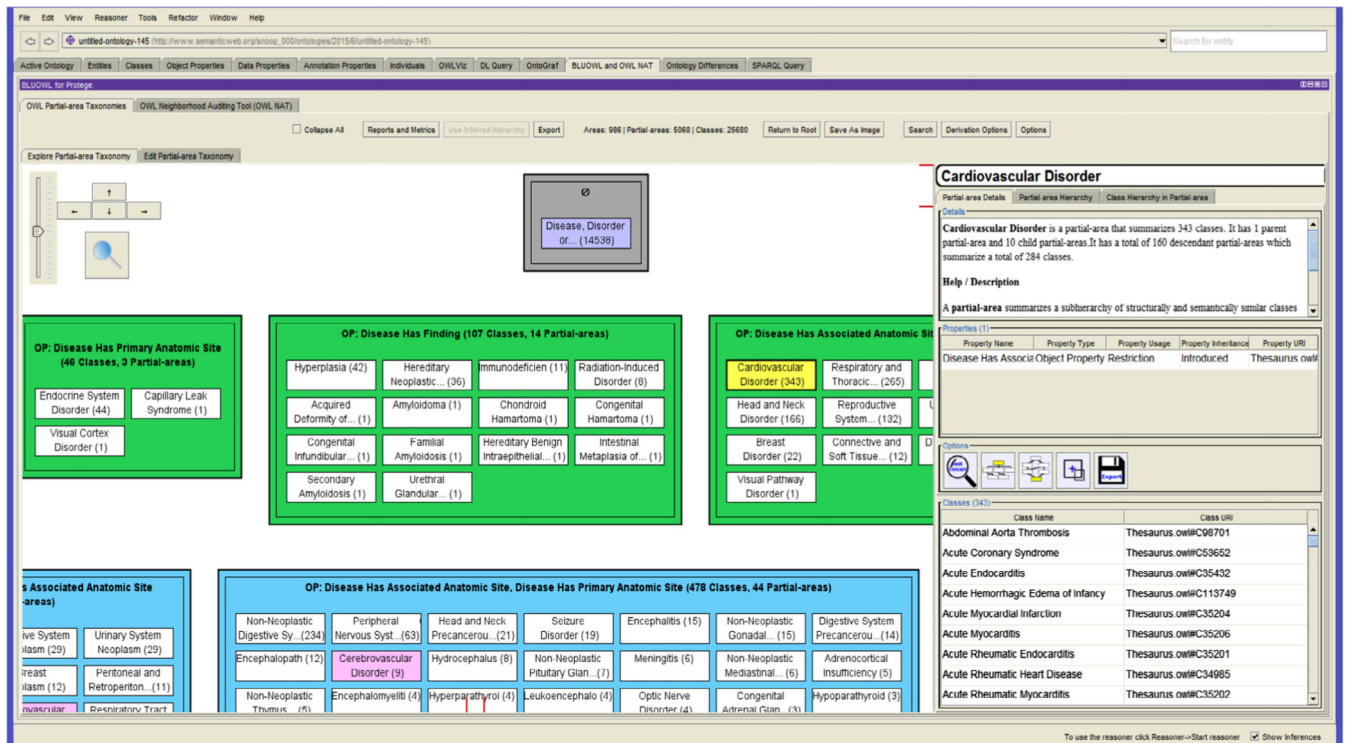 File Edit View Reasoner Tools Refactor Window Help
untitled-ontology-145 (http://www.semanticweb.org/snoop_000/ontologies/2015/6/untitled-ontology-145)
Search for entity
Active Ontology Entities Classes Object Properties Data Properties Annotation Properties Individuals OWLViz DL Query OntoGraf BLUOWL and OWL NAT Ontology Differences SPARQL Query
BLUOWL for Protege:
OWL Partial-area Taxonomies OWL Neighborhood Auditing Tool (OWL NAT)
Collapse All Reports and Metrics Use Inferred Hierarchy Export Areas: 986 | Partial-areas: 5068 | Classes: 25680 Return to Root Save As Image Search Derivation Options Options
Explore Partial-area Taxonomy Edit Partial-area Taxonomy
Ø
Disease, Disorder
or... (14538)
OP: Disease Has Primary Anatomic Site
(46 Classes, 3 Partial-areas)
Endocrine System
Disorder (44)
Capillary Leak
Syndrome (1)
Visual Cortex
Disorder (1)
OP: Disease Has Finding (107 Classes, 14 Partial-areas)
Hyperplasia (42)
Hereditary
Neoplastic... (36)
Immunodeficien (11)
Radiation-Induced
Disorder (8)
Acquired
Deformity of... (1)
Amyloidoma (1)
Chondroid
Hamartoma (1)
Congenital
Hamartoma (1)
Congenital
Infundibular... (1)
Familial
Amyloidosis (1)
Hereditary Benign
Intraepithelial... (1)
Intestinal
Metaplasia of... (1)
Secondary
Amyloidosis (1)
Urethral
Glandular... (1)
OP: Disease Has Associated Anatomic Sit
Cardiovascular
Disorder (343)
Respiratory and
Thoracic... (265)
Head and Neck
Disorder (166)
Reproductive
System... (132)
U
Breast
Disorder (22)
Connective and
Soft Tissue... (12)
D
Visual Pathway
Disorder (1)
s Associated Anatomic Site
-areas)
ive System
lasm (29)
Urinary System
Neoplasm (29)
reast
lasm (12)
Peritoneal and
Retroperiton...(11)
ovascular
Respiratory Tract
OP: Disease Has Associated Anatomic Site, Disease Has Primary Anatomic Site (478 Classes, 44 Partial-areas)
Non-Neoplastic
Digestive Sy...(234)
Peripheral
Nervous Syst...(63)
Head and Neck
Precancerou...(21)
Seizure
Disorder (19)
Encephalitis (15)
Non-Neoplastic
Gonadal... (15)
Digestive System
Precancerou...(14)
Encephalopath (12)
Cerebrovascular
Disorder (9)
Hydrocephalus (8)
Non-Neoplastic
Pituitary Glan...(7)
Meningitis (6)
Non-Neoplastic
Mediastinal... (6)
Adrenocortical
Insufficiency (5)
Non-Neoplastic
Thymus... (5)
Encephalomyeliti (4)
Hyperparathyroi (4)
Leukoencephalo (4)
Optic Nerve
Disorder (4)
Congenital
Adrenal Glan...(3)
Hypoparathyroid (3)
Cardiovascular Disorder
Partial-area Details Partial-area Hierarchy Class Hierarchy in Partial-area
Details
Cardiovascular Disorder is a partial-area that summarizes 343 classes. It has 1 parent
partial-area and 10 child partial-areas.It has a total of 160 descendant partial-areas which
summarize a total of 284 classes.
Help / Description
A partial-area summarizes a subhierarchy of structurally and semantically similar classes
Properties (1)
Property Name Property Type Property Usage Property Inheritance Property URI
Disease Has Associa Object Property Restriction Introduced Thesaurus.owl#
Options
Export
Classes (343)
Class Name Class URI
Abdominal Aorta Thrombosis Thesaurus.owl#C98701
Acute Coronary Syndrome Thesaurus.owl#C53652
Acute Endocarditis Thesaurus.owl#C35432
Acute Hemorrhagic Edema of Infancy Thesaurus.owl#C113749
Acute Myocardial Infarction Thesaurus.owl#C35204
Acute Myocarditis Thesaurus.owl#C35206
Acute Rheumatic Endocarditis Thesaurus.owl#C35201
Acute Rheumatic Heart Disease Thesaurus.owl#C34985
Acute Rheumatic Myocarditis Thesaurus.owl#C35202
To use the reasoner click Reasoner->Start reasoner Show Inferences